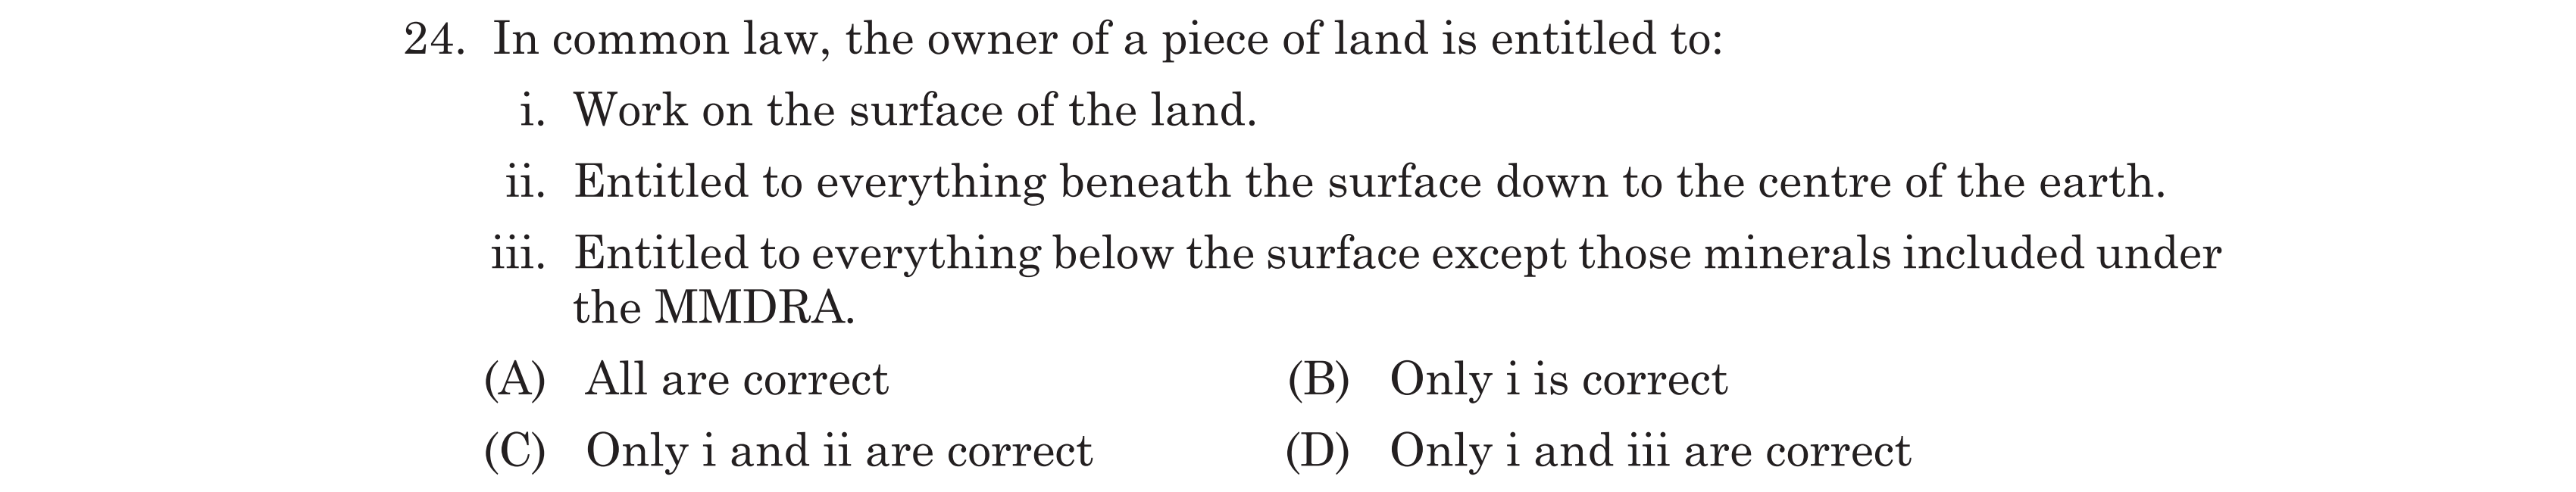 24. In common law, the owner of a piece of land is entitled to:
i. Work on the surface of the land.
ii. Entitled to everything beneath the surface down to the centre of the earth.
iii. Entitled to everything below the surface except those minerals included under
the MMDRA.
(A) All are correct (B) Only i is correct
(C) Only i and ii are correct (D) Only i and iii are correct